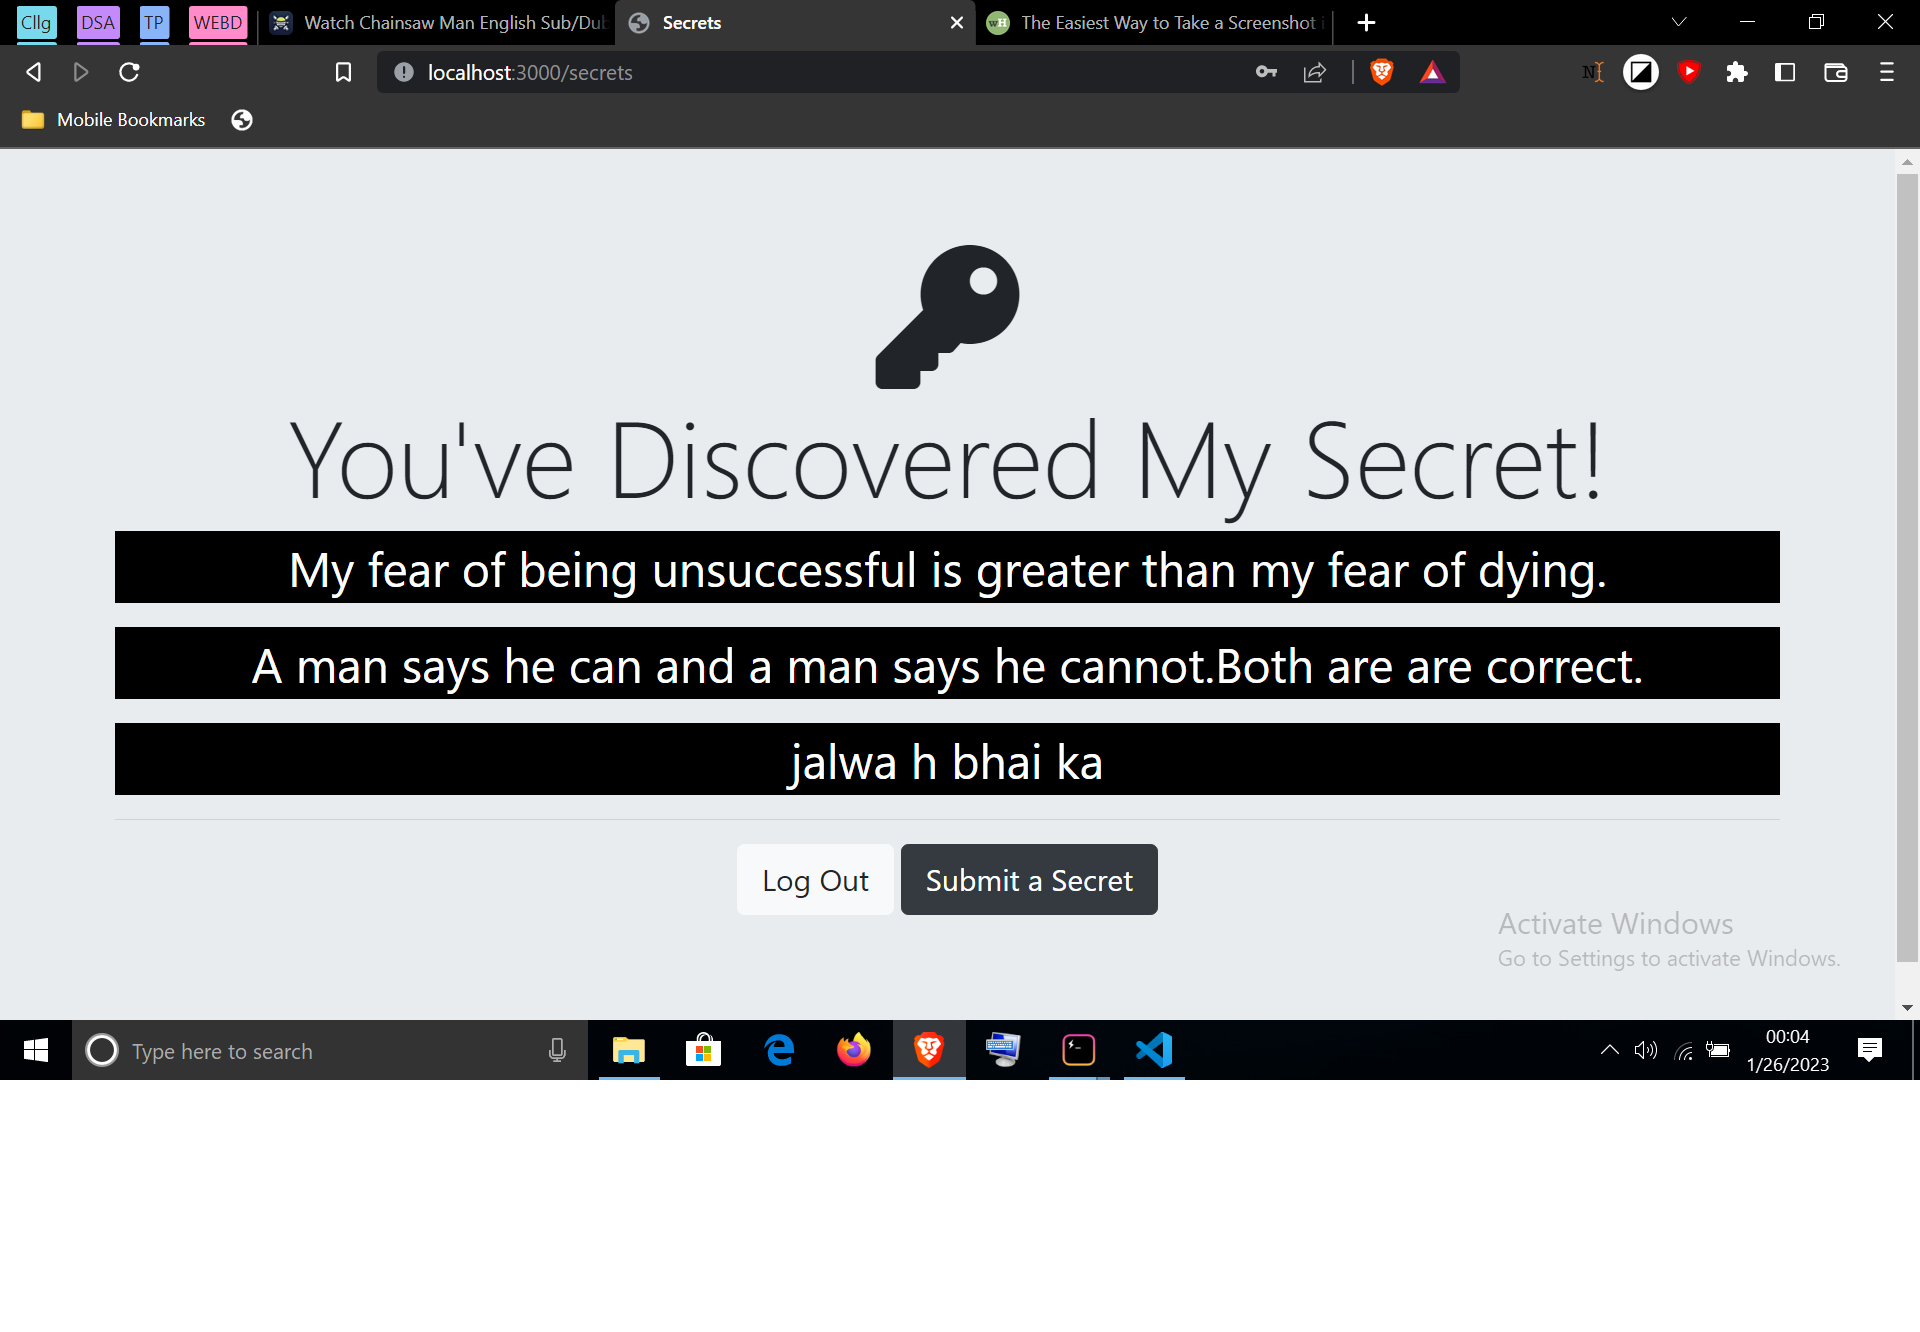 Cllg DSA TP WEBD Watch Chainsaw Man English Sub/Dub Secrets The Easiest Way to Take a Screenshot i
localhost:3000/secrets
Mobile Bookmarks
You've Discovered My Secret!
My fear of being unsuccessful is greater than my fear of dying.
A man says he can and a man says he cannot.Both are are correct.
jalwa h bhai ka
Log Out Submit a Secret
Activate Windows
Go to Settings to activate Windows.
Type here to search
00:04
1/26/2023